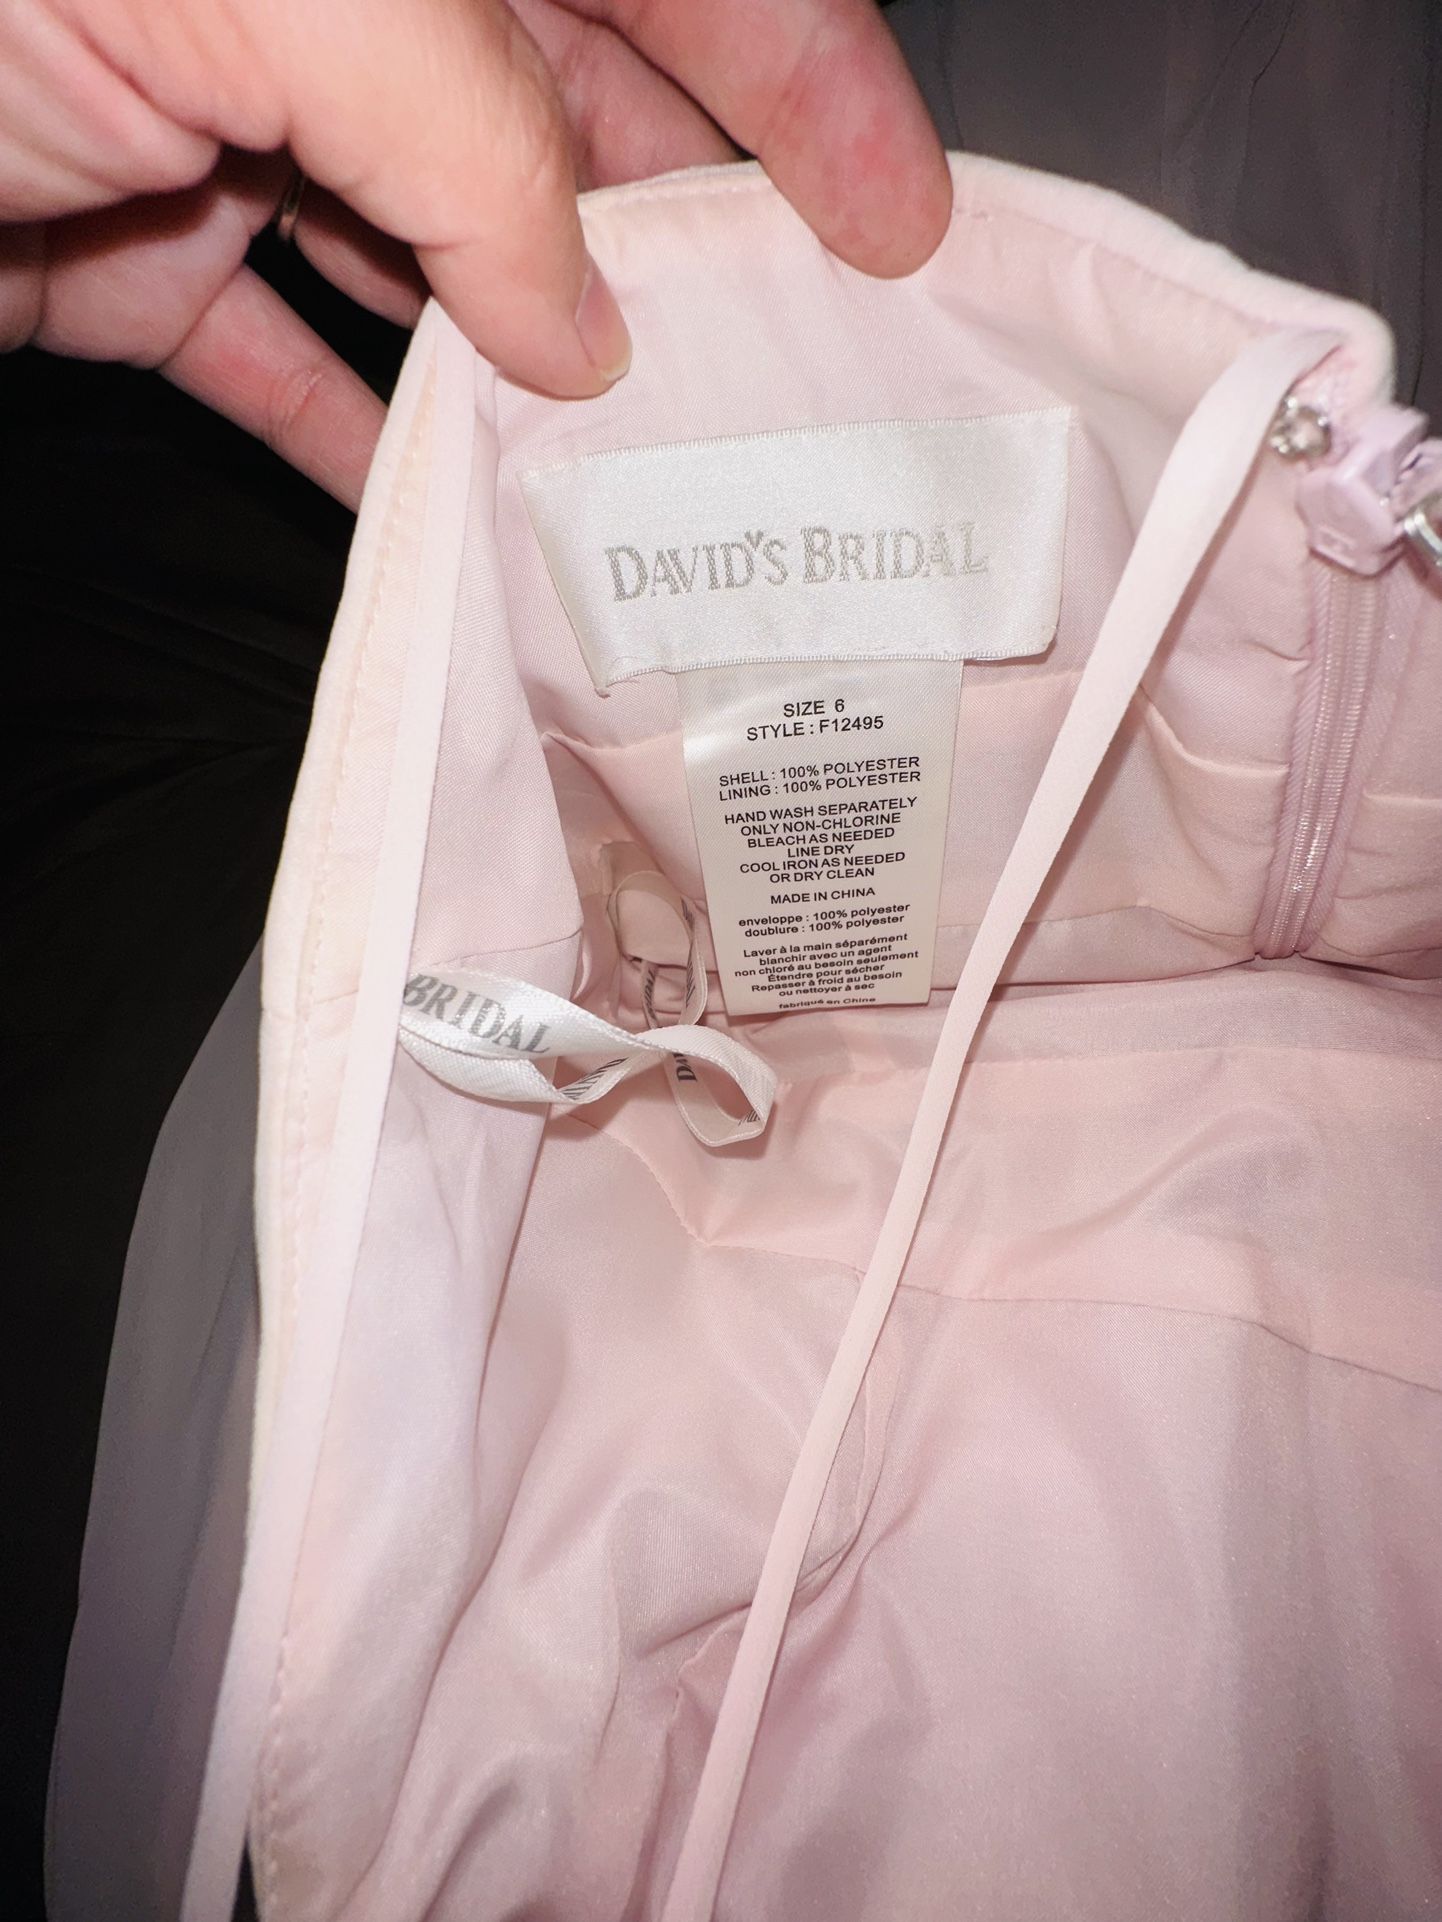 DAVID'S BRIDAL
SIZE 6
STYLE : F12495
SHELL : 100% POLYESTER
LINING : 100% POLYESTER
HAND WASH SEPARATELY
ONLY NON-CHLORINE
BLEACH AS NEEDED
LINE DRY
COOL IRON AS NEEDED
OR DRY CLEAN
MADE IN CHINA
enveloppe : 100% polyester
doublure : 100% polyester
Laver à la main séparément
blanchir avec un agent
non chloré au besoin seulement
Étendre pour sécher
Repasser à froid au besoin
ou nettoyer à sec
fabriqué en Chine
BRIDAL